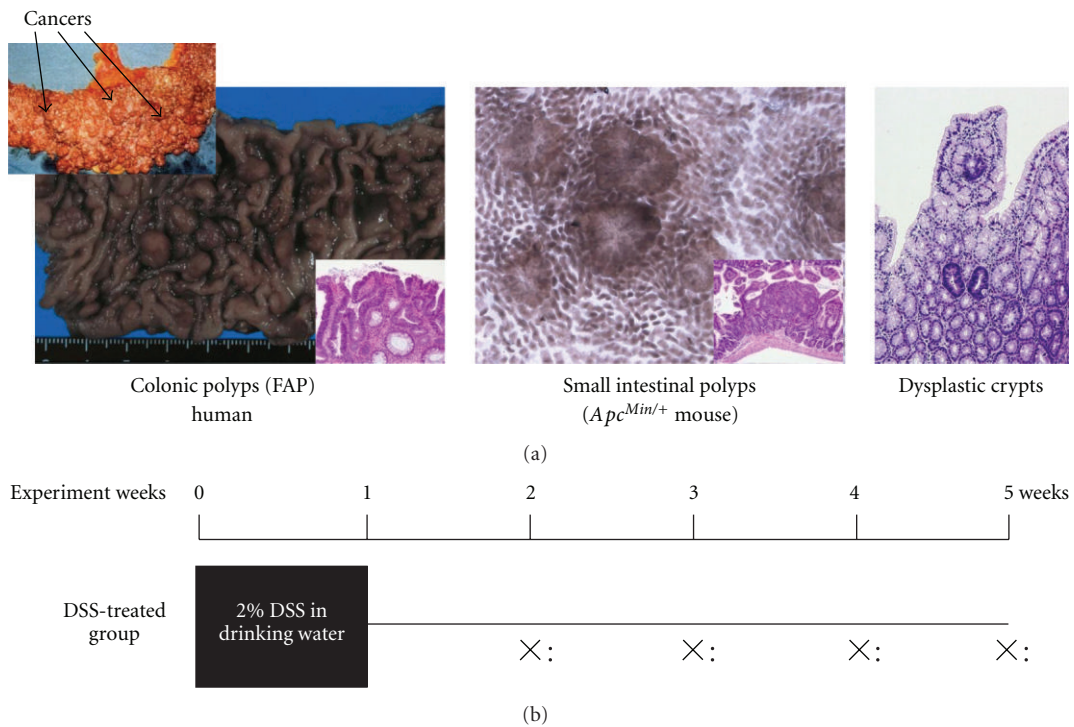 Cancers
Colonic polyps (FAP)
human
Small intestinal polyps
(Apc^Min/+ mouse)
Dysplastic crypts
(a)
Experiment weeks 0 1 2 3 4 5 weeks
DSS-treated
group
2% DSS in
drinking water
×: ×: ×: ×:
(b)